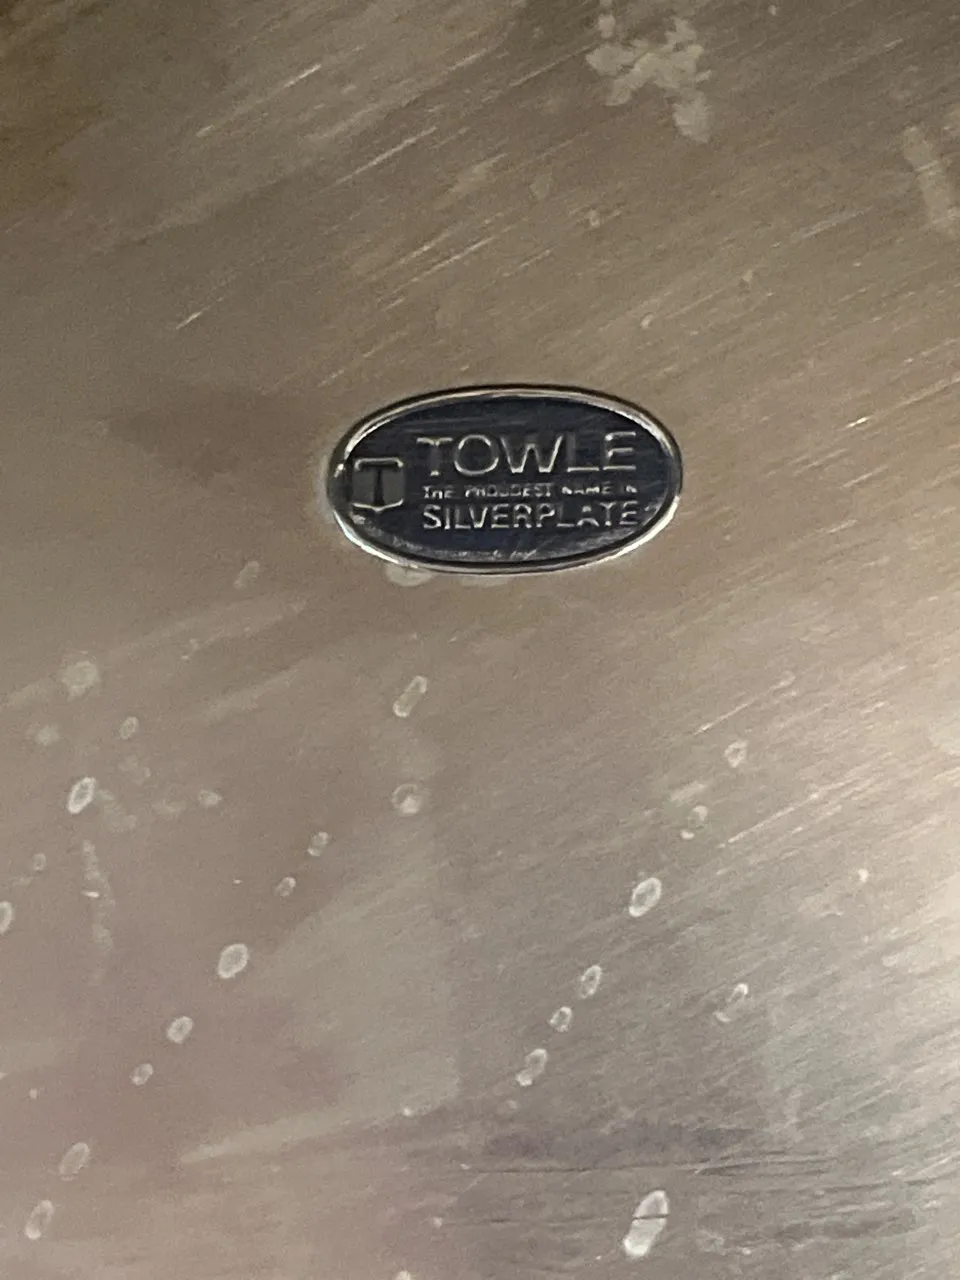 T
TOWLE
THE PROUDEST NAME IN
SILVERPLATE